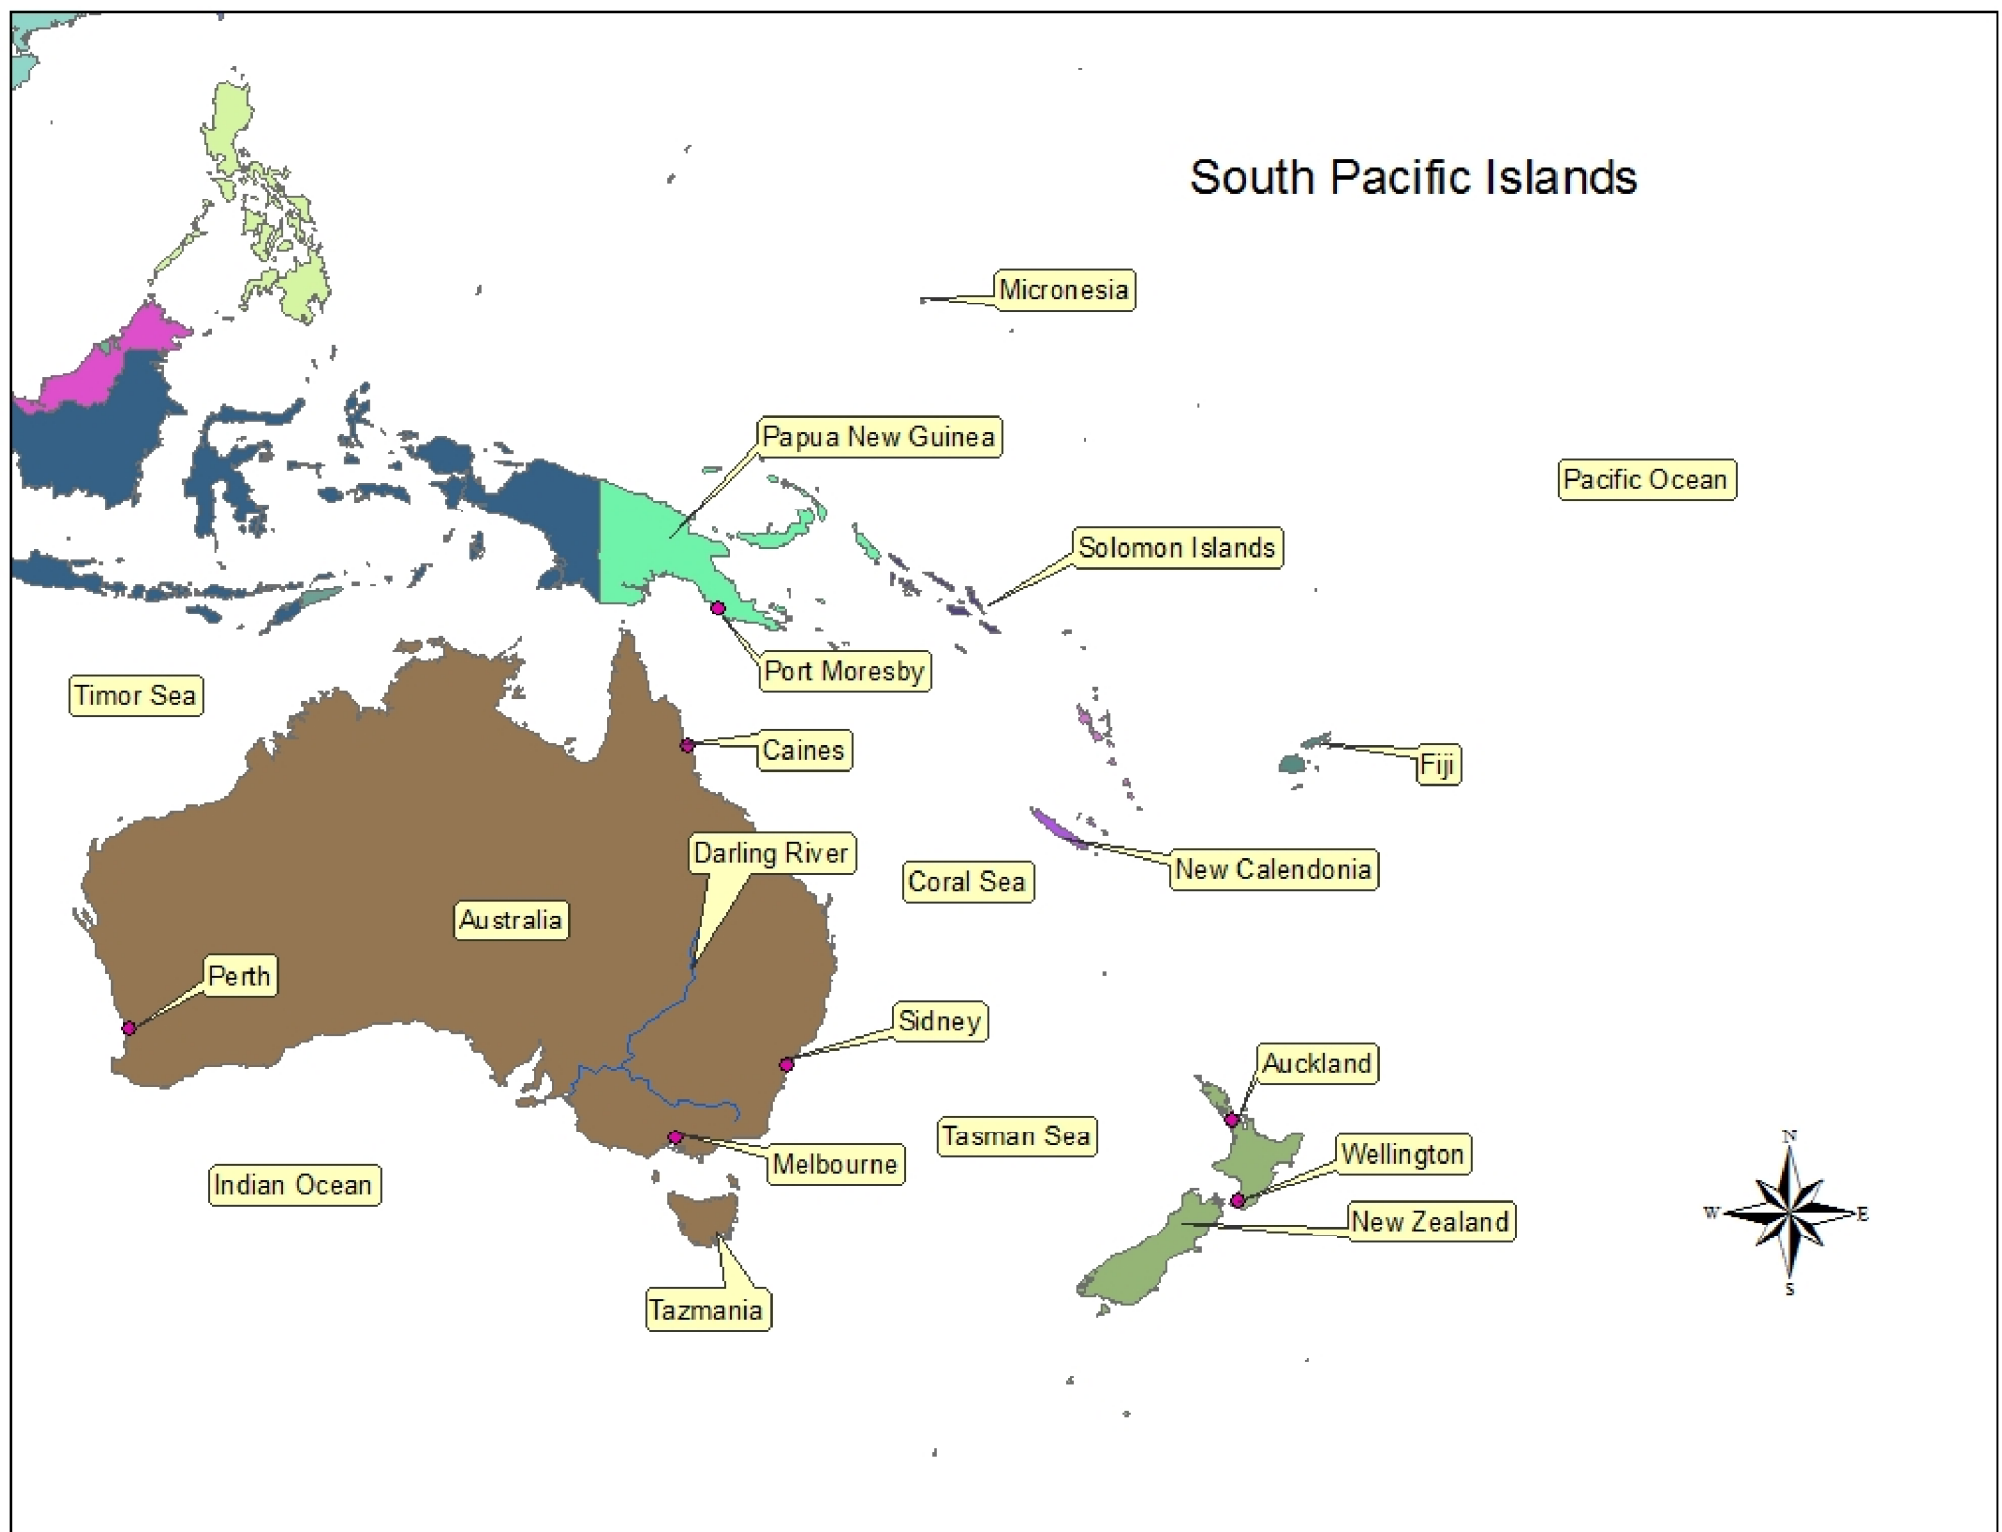 South Pacific Islands
Micronesia
Papua New Guinea
Pacific Ocean
Solomon Islands
Port Moresby
Timor Sea
Caines
Fiji
Darling River
New Calendonia
Coral Sea
Australia
Perth
Sidney
Auckland
Tasman Sea
Wellington
Melbourne
Indian Ocean
New Zealand
Tazmania
N
W
E
S